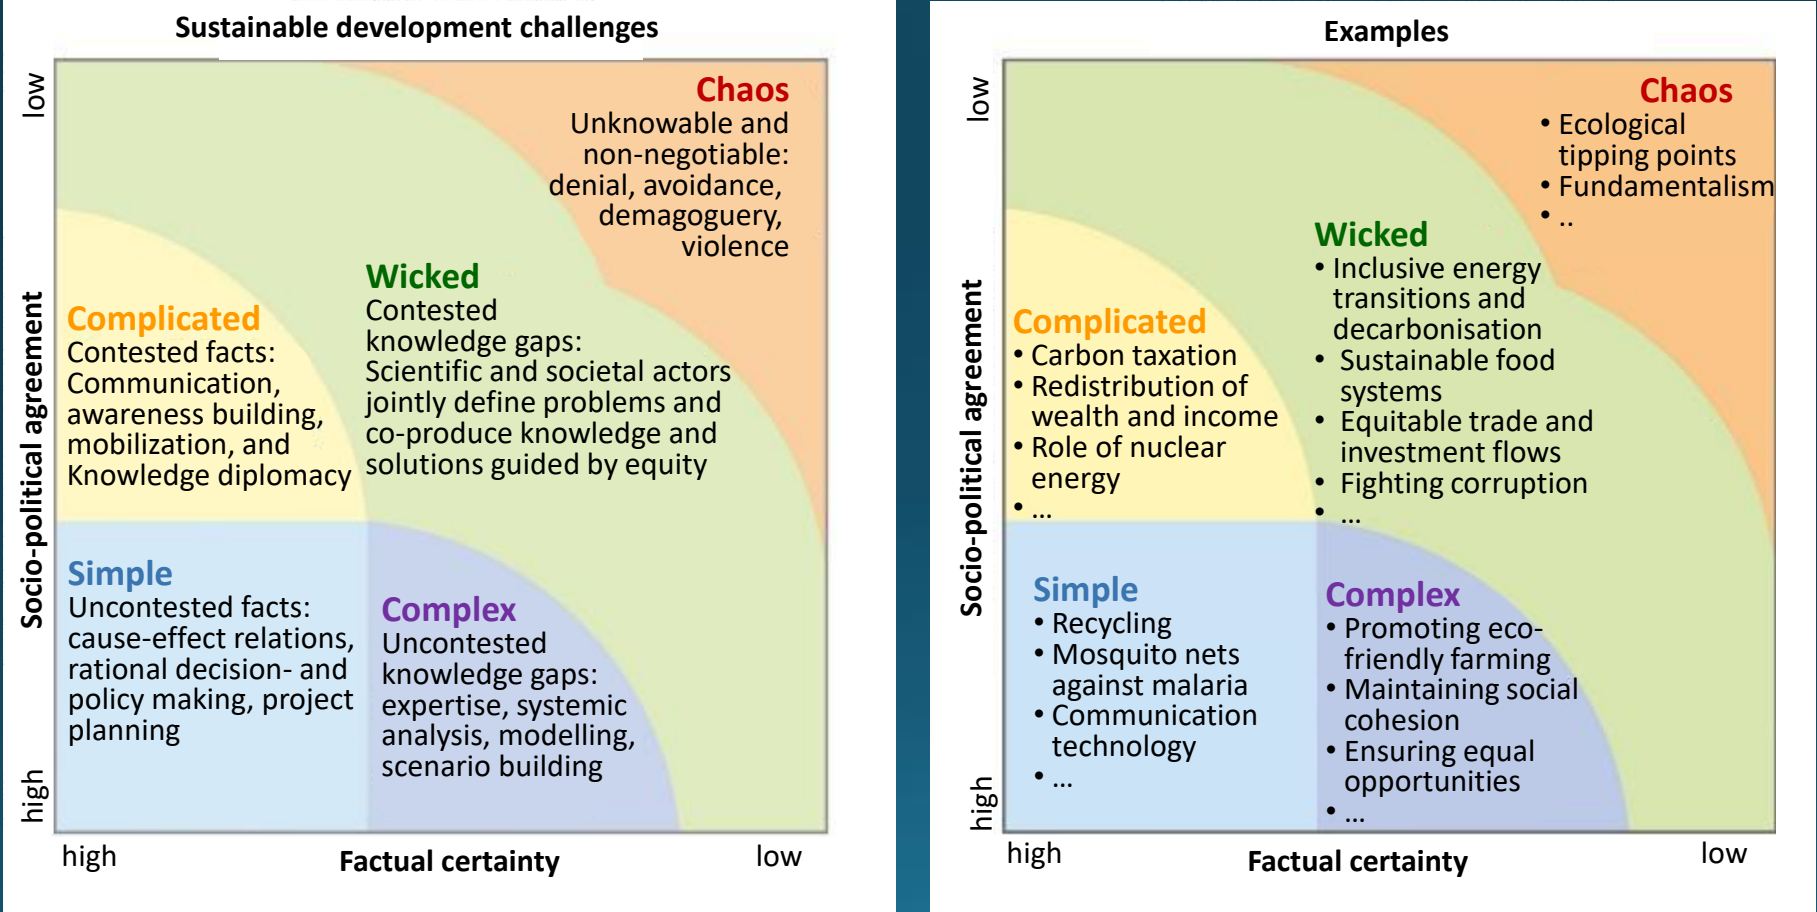 Sustainable development challenges
low
Chaos
Unknowable and
non-negotiable:
denial, avoidance,
demagoguery,
violence
Wicked
Contested
knowledge gaps:
Scientific and societal actors
jointly define problems and
co-produce knowledge and
solutions guided by equity
Complicated
Contested facts:
Communication,
awareness building,
mobilization, and
Knowledge diplomacy
Socio-political agreement
Simple
Uncontested facts:
cause-effect relations,
rational decision- and
policy making, project
planning
Complex
Uncontested
knowledge gaps:
expertise, systemic
analysis, modelling,
scenario building
high
high
Factual certainty
low
Examples
low
Chaos
• Ecological
tipping points
• Fundamentalism
• ..
Wicked
• Inclusive energy
transitions and
decarbonisation
• Sustainable food
systems
• Equitable trade and
investment flows
• Fighting corruption
• ...
Complicated
• Carbon taxation
• Redistribution of
wealth and income
• Role of nuclear
energy
• ...
Socio-political agreement
Simple
• Recycling
• Mosquito nets
against malaria
• Communication
technology
• ...
Complex
• Promoting eco-
friendly farming
• Maintaining social
cohesion
• Ensuring equal
opportunities
• ...
high
high
Factual certainty
low